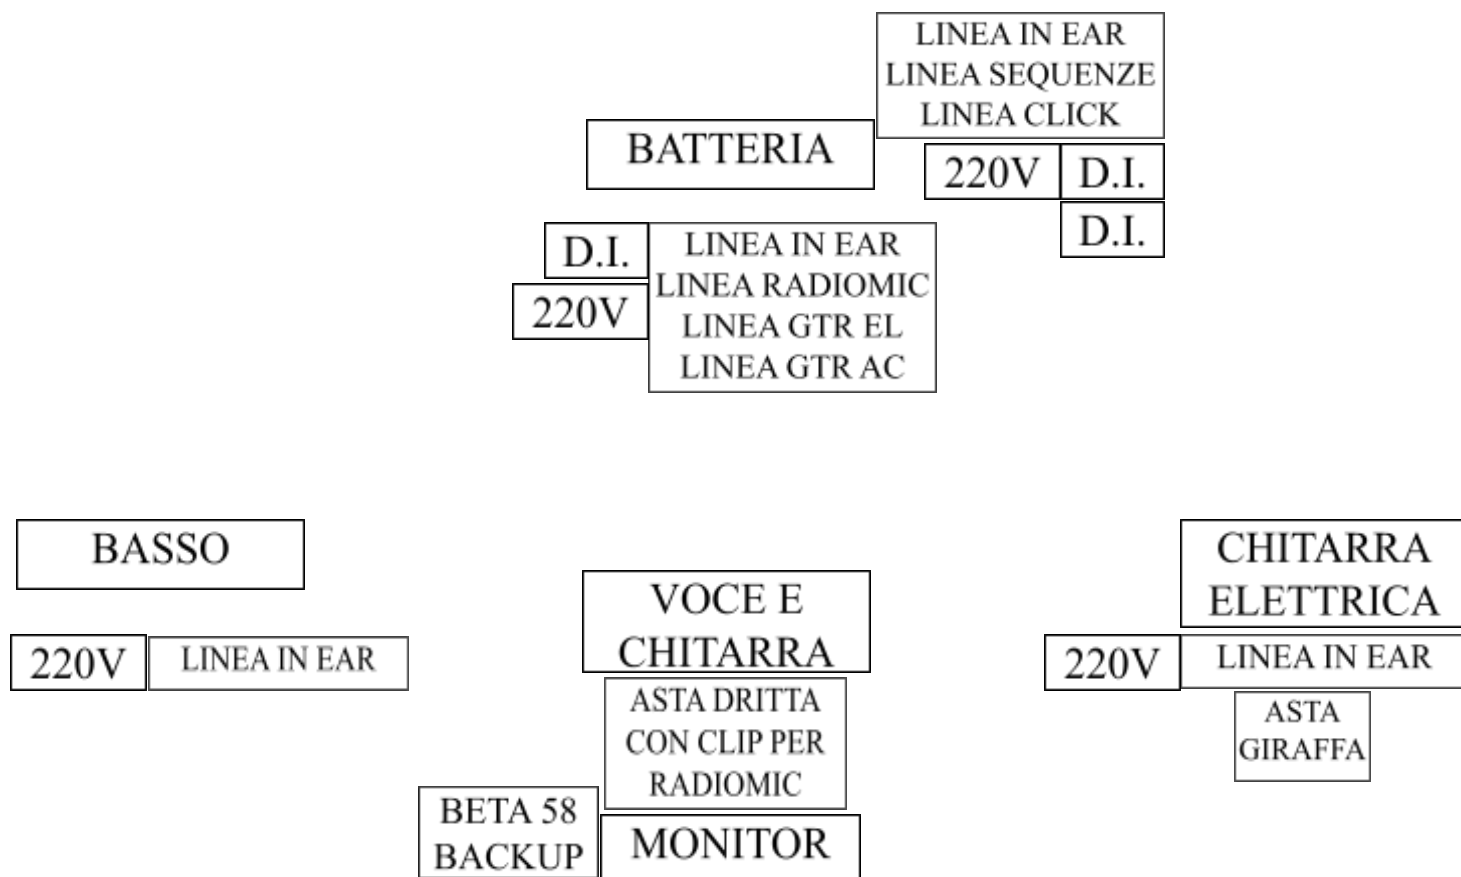 LINEA IN EAR
LINEA SEQUENZE
LINEA CLICK
BATTERIA
220V D.I.
D.I.
D.I.
220V
LINEA IN EAR
LINEA RADIOMIC
LINEA GTR EL
LINEA GTR AC
BASSO
220V LINEA IN EAR
VOCE E
CHITARRA
ASTA DRITTA
CON CLIP PER
RADIOMIC
BETA 58
BACKUP
MONITOR
CHITARRA
ELETTRICA
220V LINEA IN EAR
ASTA
GIRAFFA